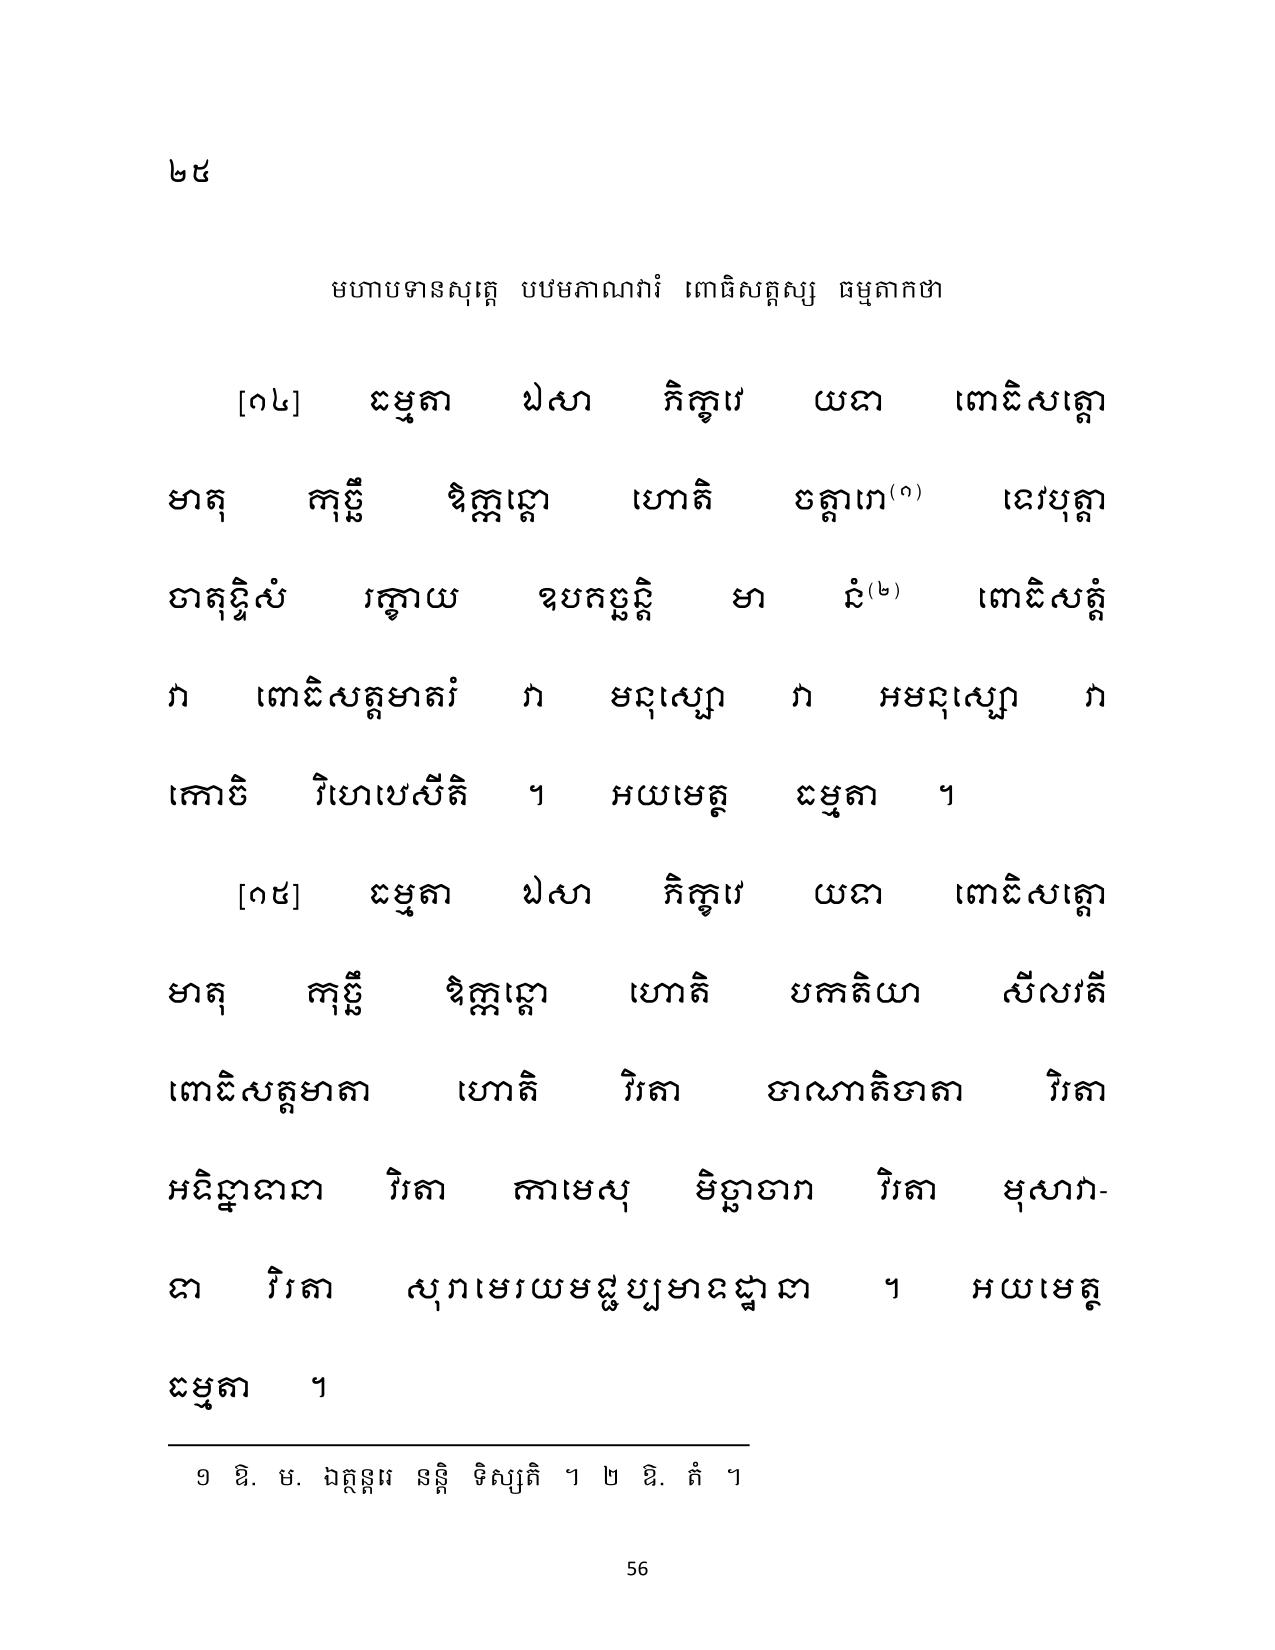 ២៥
មហាបទានសុត្តេ បឋមភាណវារំ ពោធិសត្តស្ស ធម្មតាកថា
[១៤] ធម្មតា ឯសា ភិក្ខវេ យទា ពោធិសត្តោ
មាតុ កុច្ឆឹ ឱក្កន្តោ ហោតិ ចត្តារោ(១) ទេវបុត្តា
ចាតុទ្ទិសំ រក្ខាយ ឧបគច្ឆន្តិ មា នំ(២) ពោធិសត្តំ
វា ពោធិសត្តមាតរំ វា មនុស្សោ វា អមនុស្សោ វា
កោចិ វិហេឋេសីតិ ។ អយមេត្ថ ធម្មតា ។
[១៥] ធម្មតា ឯសា ភិក្ខវេ យទា ពោធិសត្តោ
មាតុ កុច្ឆឹ ឱក្កន្តោ ហោតិ បកតិយា សីលវតី
ពោធិសត្តមាតា ហោតិ វិរតា បាណាតិបាតា វិរតា
អទិន្នាទានា វិរតា កាមេសុ មិច្ឆាចារា វិរតា មុសាវា-
ទា វិរតា សុរាមេរយមជ្ជប្បមាទដ្ឋានា ។ អយមេត្ថ
ធម្មតា ។
១ ឱ. ម. ឯត្ថន្តរេ នន្តិ ទិស្សតិ ។ ២ ឱ. តំ ។
56